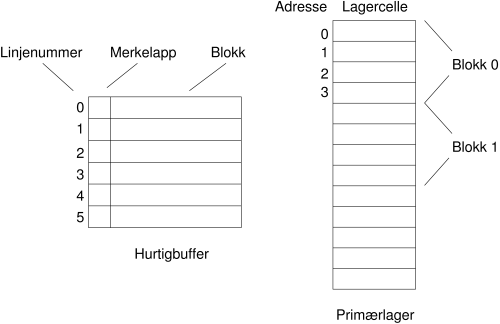 Adresse Lagercelle
Linjenummer Merkelapp Blokk
0
1
2
3
Blokk 0
Blokk 1
0
1
2
3
4
5
Hurtigbuffer
Primærlager